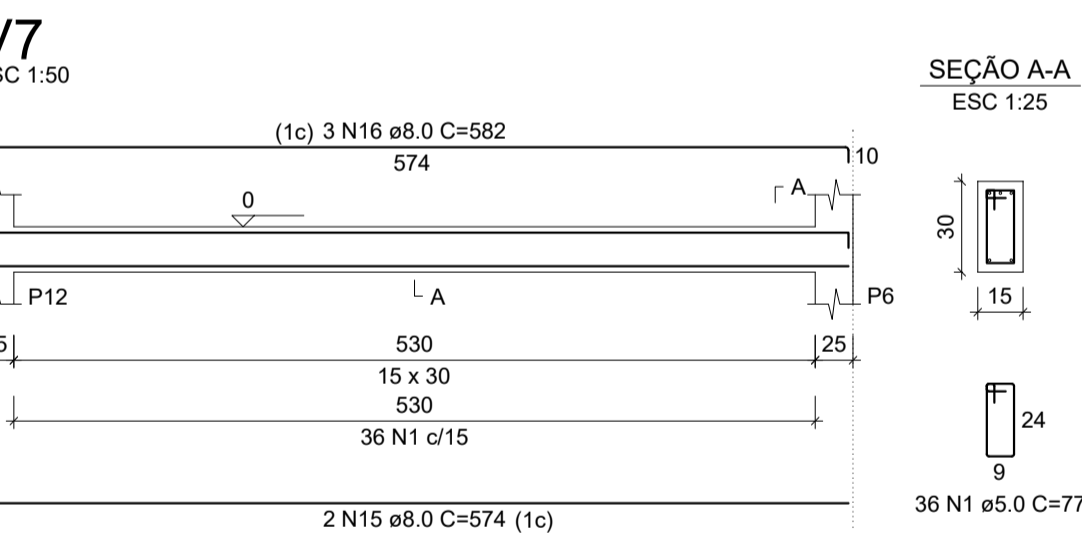 V7
ESC 1:50
SEÇÃO A-A
ESC 1:25
(1c) 3 N16 ø8.0 C=582
574
10
A
0
30
15
P12
A
P6
5
530
25
15 x 30
530
36 N1 c/15
24
9
36 N1 ø5.0 C=77
2 N15 ø8.0 C=574 (1c)